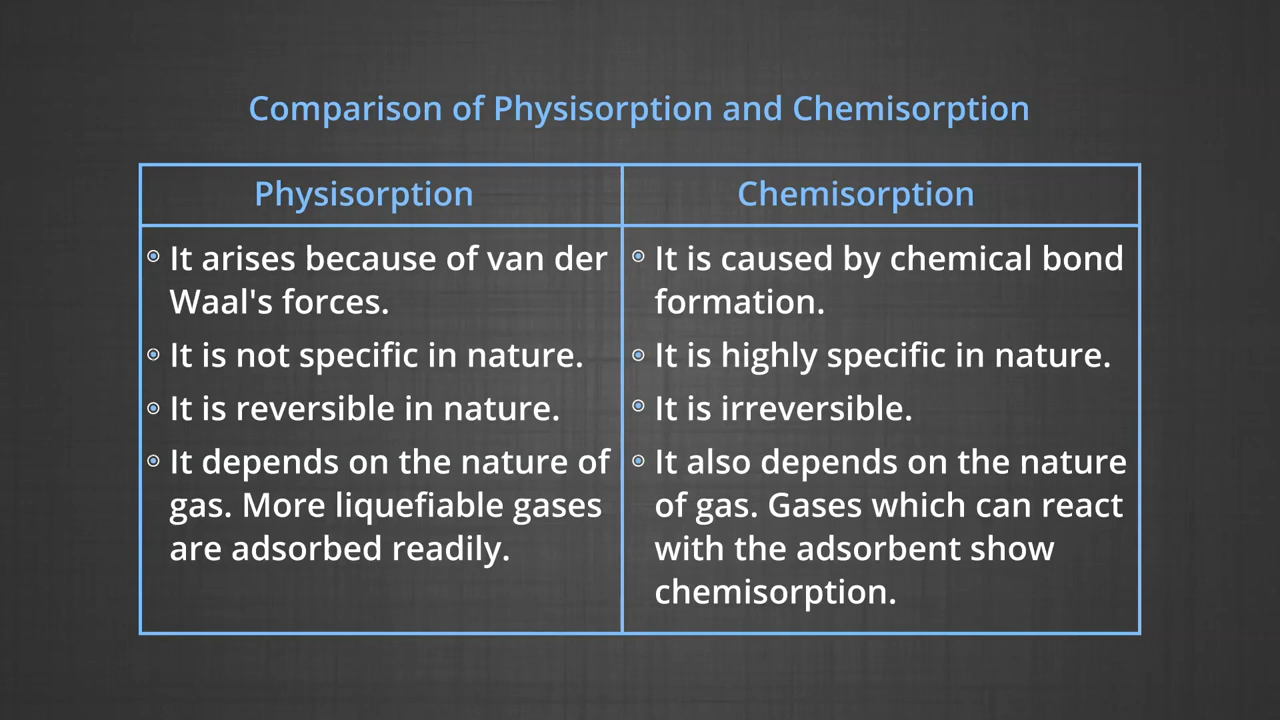 Comparison of Physisorption and Chemisorption
Physisorption
It arises because of van der
Waal's forces.
It is not specific in nature.
It is reversible in nature.
It depends on the nature of
gas. More liquefiable gases
are adsorbed readily.
Chemisorption
It is caused by chemical bond
formation.
It is highly specific in nature.
It is irreversible.
It also depends on the nature
of gas. Gases which can react
with the adsorbent show
chemisorption.